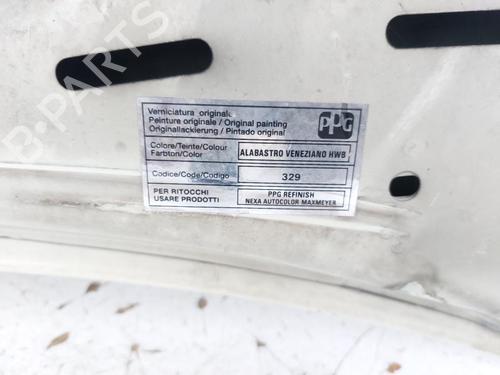 Verniciatura originale
Peinture originale / Original painting
Originallackierung / Pintado original
PPG
Colore/Teinte/Colour
Farbton/Color
ALABASTRO VENEZIANO HWB
Codice/Code/Codigo
329
PER RITOCCHI
USARE PRODOTTI
PPG REFINISH
NEXA AUTOCOLOR MAXMEYER
B-PARTS